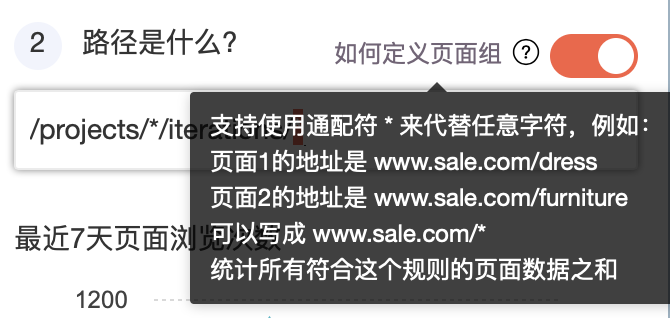 2 路径是什么?
如何定义页面组 ?
/projects/*/iterations/
支持使用通配符 * 来代替任意字符，例如：
页面1的地址是 www.sale.com/dress
页面2的地址是 www.sale.com/furniture
可以写成 www.sale.com/*
统计所有符合这个规则的页面数据之和
最近7天页面浏览次数
1200